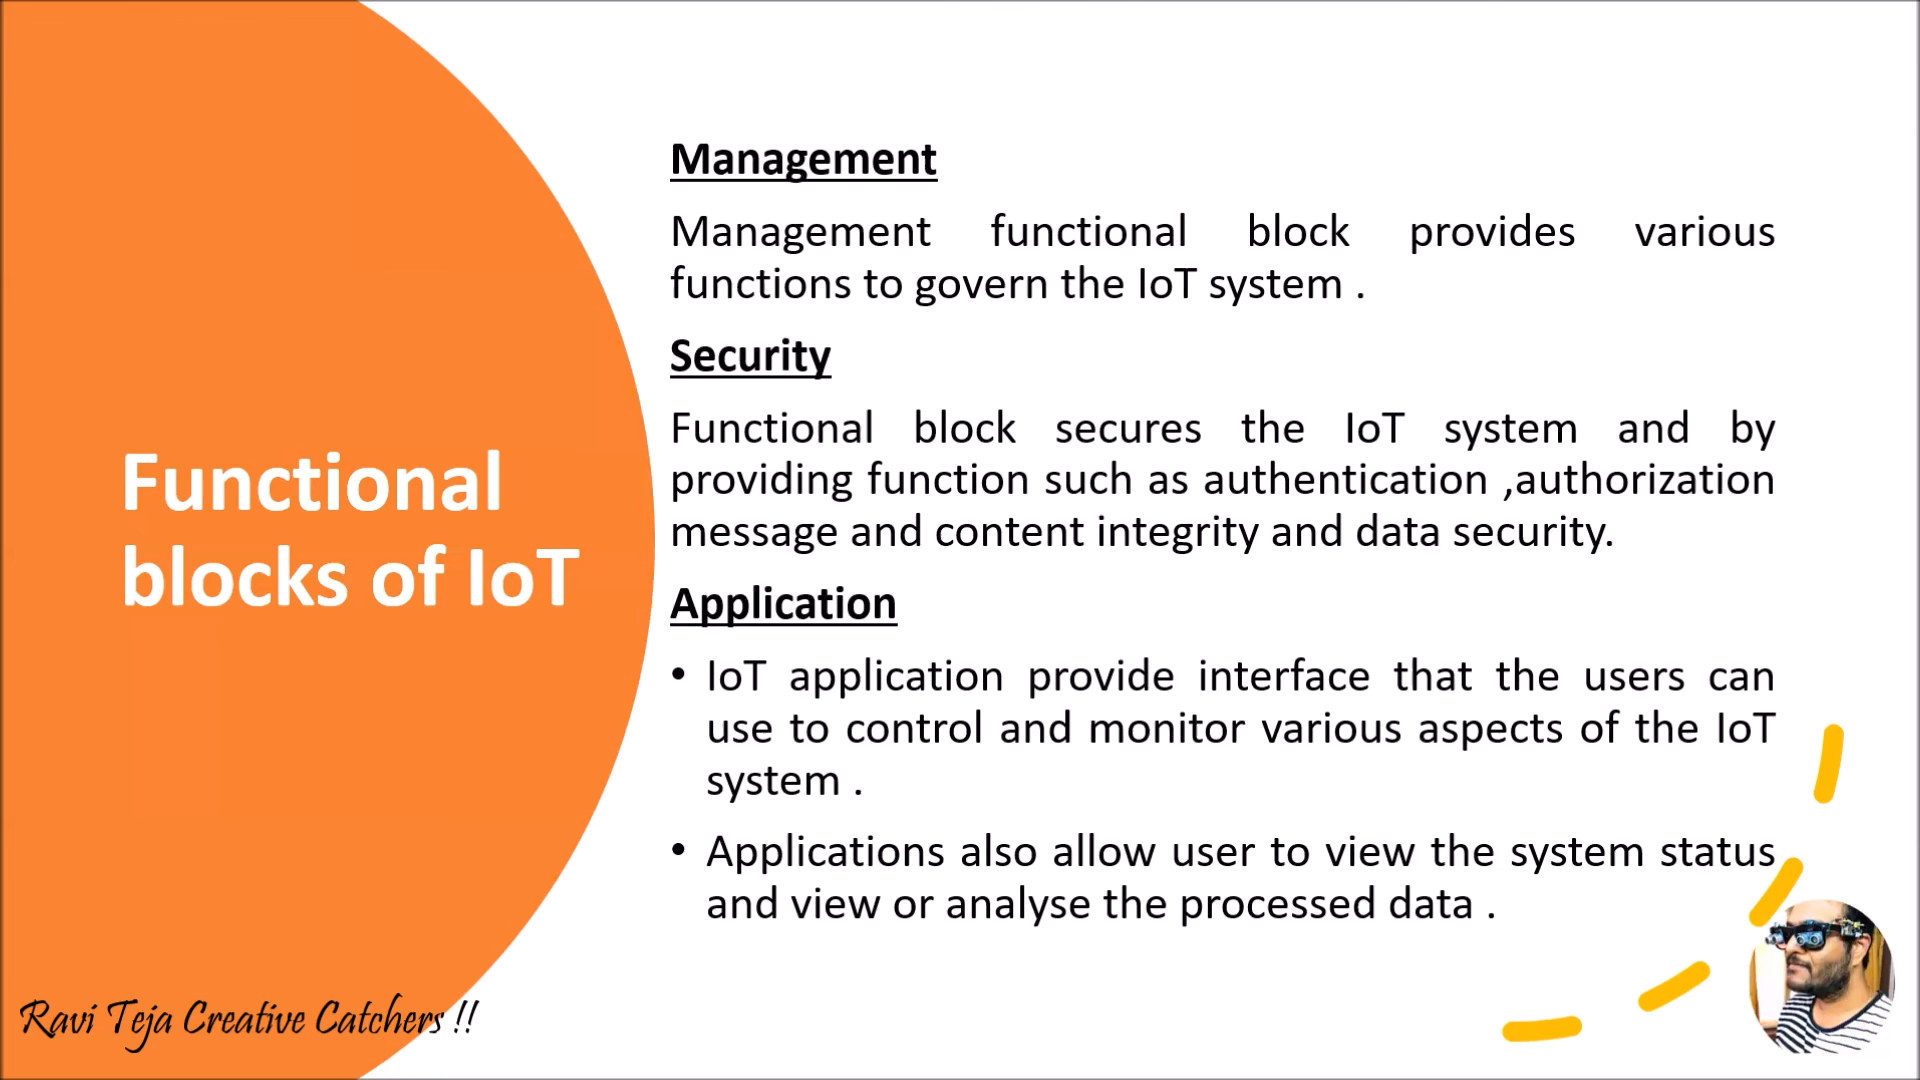 Functional
blocks of IoT
Management
Management functional block provides various
functions to govern the IoT system .
Security
Functional block secures the IoT system and by
providing function such as authentication ,authorization
message and content integrity and data security.
Application
• IoT application provide interface that the users can
use to control and monitor various aspects of the IoT
system .
• Applications also allow user to view the system status
and view or analyse the processed data .
Ravi Teja Creative Catchers !!